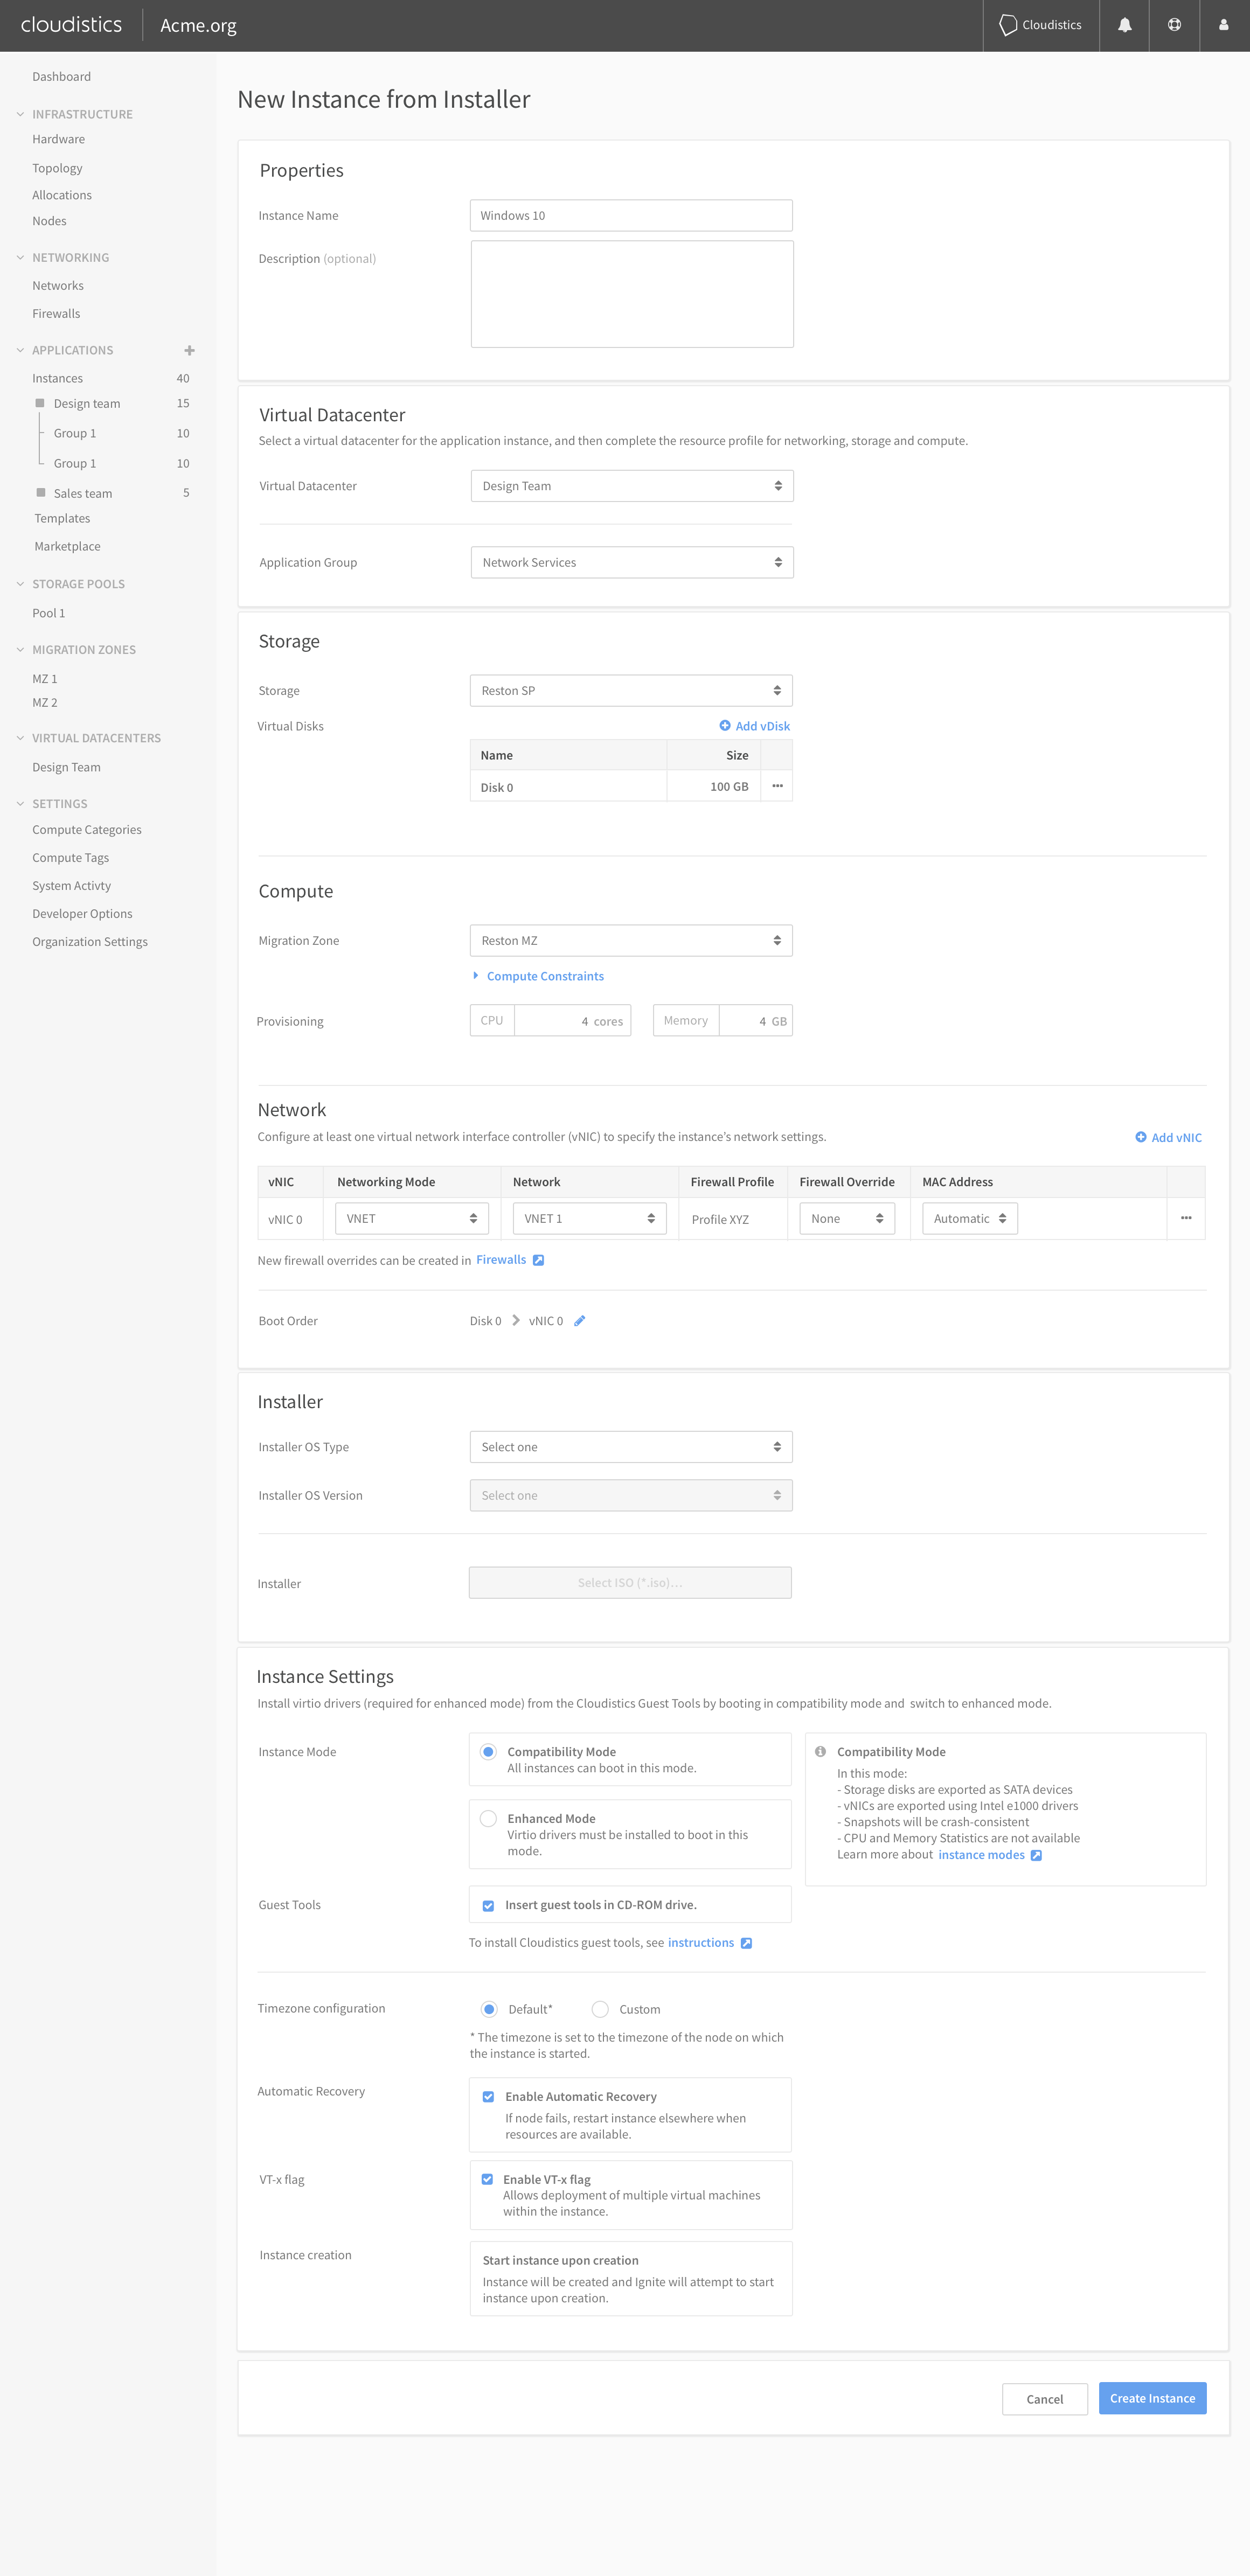 cloudistics
Acme.org
Cloudistics
Dashboard
INFRASTRUCTURE
Hardware
Topology
Allocations
Nodes
NETWORKING
Networks
Firewalls
APPLICATIONS
Instances 40
Design team 15
Group 1 10
Group 1 10
Sales team 5
Templates
Marketplace
STORAGE POOLS
Pool 1
MIGRATION ZONES
MZ 1
MZ 2
VIRTUAL DATACENTERS
Design Team
SETTINGS
Compute Categories
Compute Tags
System Activty
Developer Options
Organization Settings
New Instance from Installer
Properties
Instance Name Windows 10
Description (optional)
Virtual Datacenter
Select a virtual datacenter for the application instance, and then complete the resource profile for networking, storage and compute.
Virtual Datacenter Design Team
Application Group Network Services
Storage
Storage Reston SP
Virtual Disks Add vDisk
Name Size
Disk 0 100 GB
Compute
Migration Zone Reston MZ
Compute Constraints
Provisioning CPU 4 cores Memory 4 GB
Network
Configure at least one virtual network interface controller (vNIC) to specify the instance's network settings. Add vNIC
vNIC Networking Mode Network Firewall Profile Firewall Override MAC Address
vNIC 0 VNET VNET 1 Profile XYZ None Automatic
New firewall overrides can be created in Firewalls
Boot Order Disk 0 vNIC 0
Installer
Installer OS Type Select one
Installer OS Version Select one
Installer Select ISO (*.iso)...
Instance Settings
Install virtio drivers (required for enhanced mode) from the Cloudistics Guest Tools by booting in compatibility mode and switch to enhanced mode.
Instance Mode
Compatibility Mode
All instances can boot in this mode.
Enhanced Mode
Virtio drivers must be installed to boot in this
mode.
Compatibility Mode
In this mode:
- Storage disks are exported as SATA devices
- vNICs are exported using Intel e1000 drivers
- Snapshots will be crash-consistent
- CPU and Memory Statistics are not available
Learn more about instance modes
Guest Tools Insert guest tools in CD-ROM drive.
To install Cloudistics guest tools, see instructions
Timezone configuration Default* Custom
* The timezone is set to the timezone of the node on which
the instance is started.
Automatic Recovery Enable Automatic Recovery
If node fails, restart instance elsewhere when
resources are available.
VT-x flag Enable VT-x flag
Allows deployment of multiple virtual machines
within the instance.
Instance creation Start instance upon creation
Instance will be created and Ignite will attempt to start
instance upon creation.
Cancel Create Instance